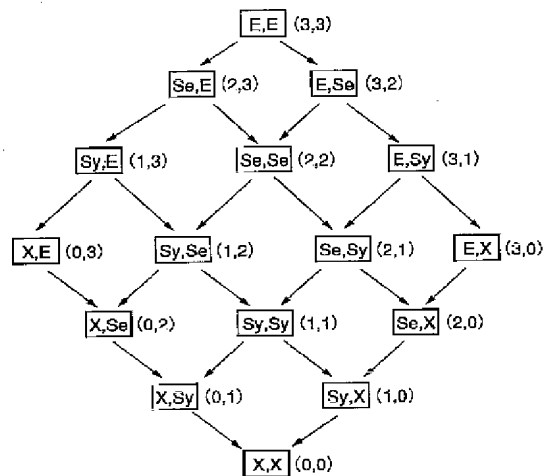 E,E (3,3)
Se,E (2,3) E,Se (3,2)
Sy,E (1,3) Se,Se (2,2) E,Sy (3,1)
X,E (0,3) Sy,Se (1,2) Se,Sy (2,1) E,X (3,0)
X,Se (0,2) Sy,Sy (1,1) Se,X (2,0)
X,Sy (0,1) Sy,X (1,0)
X,X (0,0)